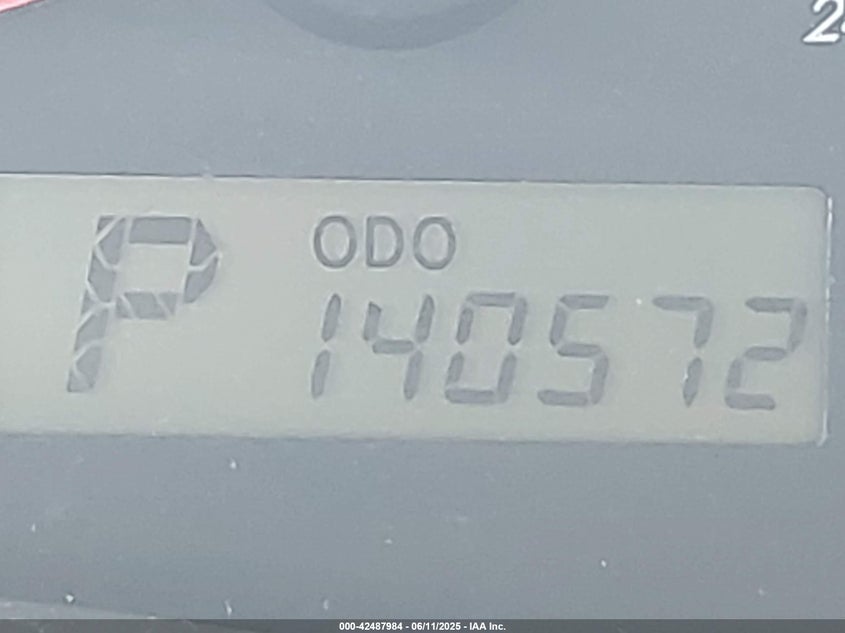 P
ODO
140572
000-42487984 - 06/11/2025 - IAA Inc.